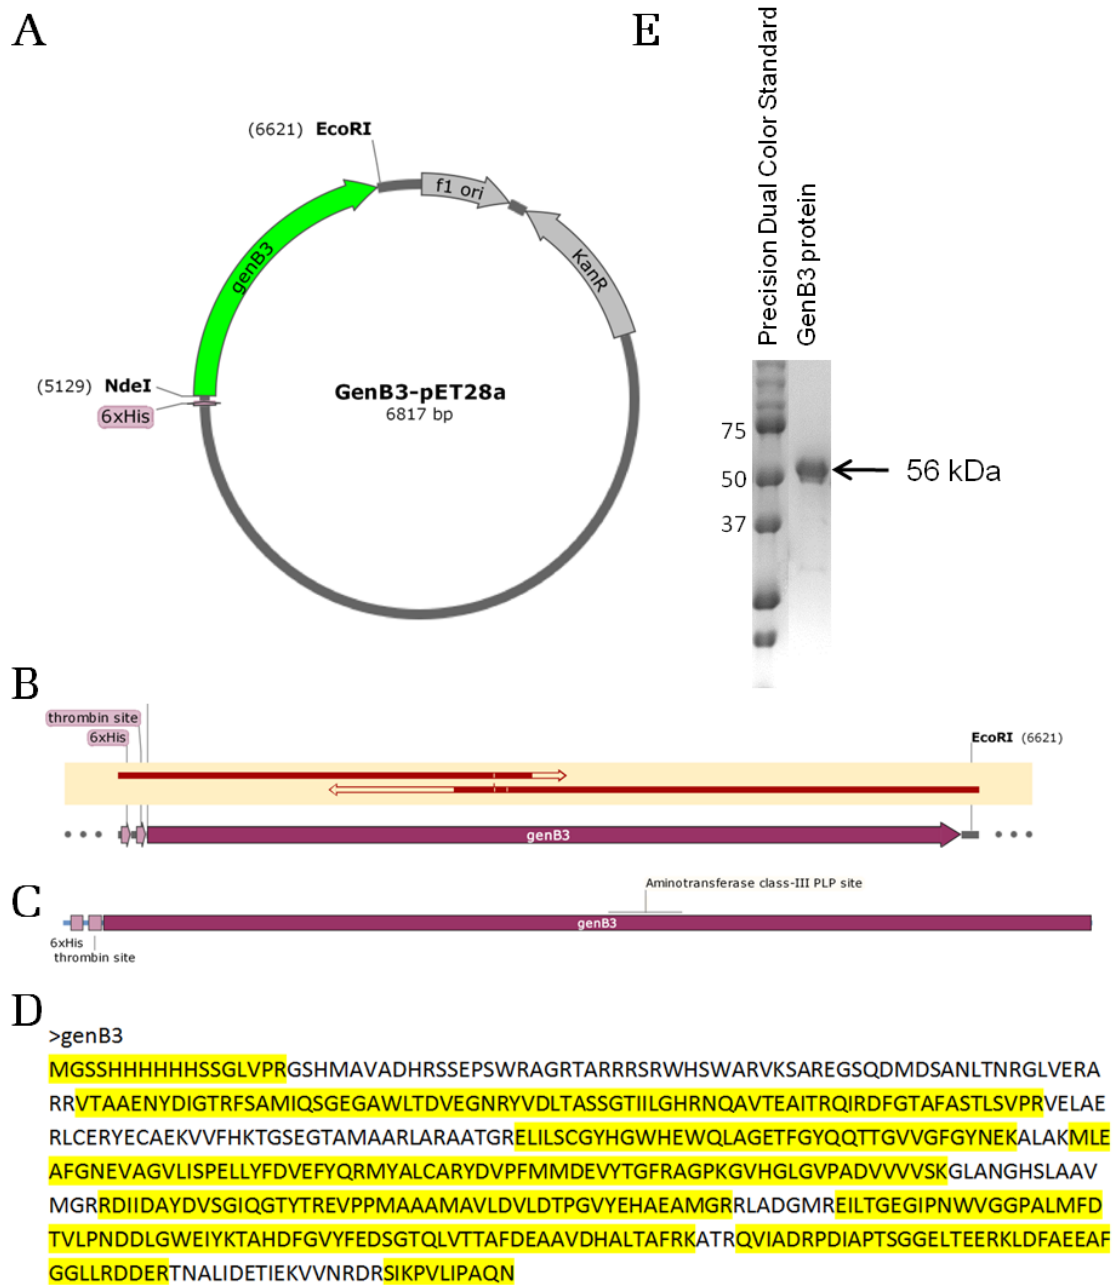 A
E
Precision Dual Color Standard
GenB3 protein
(6621) EcoRI
f1 ori
KanR
genB3
(5129) NdeI
6xHis
GenB3-pET28a
6817 bp
75
50
37
56 kDa
B
thrombin site
6xHis
EcoRI (6621)
genB3
C
Aminotransferase class-III PLP site
genB3
6xHis
thrombin site
D
>genB3
MGSSHHHHHHSSGLVPRGSHMAVADHRSSEPSWRAGRTARRRSRWHSWARVKSAREGSQDMDSANLTNRGLVERA
RRVTAAENYDIGTRFSAMIQSGEGAWLTDVEGNRYVDLTASSGTIILGHRNQAVTEAITRQIRDFGTAFASTLSVPRVELAE
RLCERYECAEKVVFHKTGSEGTAMAARLARAATGRELILSCGYHGWHEWQLAGETFGYQQTTGVVGFGYNEKALAKMLE
AFGNEVAGVLISPELLYFDVEFYQRMYALCARYDVPFMMDEVYTGFRAGPKGVHGLGVPADVVVVSKGLANGHSLAAV
MGRRDIIDAYDVSGIQGTYTREVPPMAAAMAVLDVLDTPGVYEHAEAMGRRLADGMREILTGEGIPNWVGGPALMFD
TVLPNDDLGWEIYKTAHDFGVYFEDSGTQLVTTAFDEAAVDHALTAFRKATRQVIADRPDIAPTSGGELTEERKLDFAEEAF
GGLLRDDERTNALIDETIEKVVNRDRSIKPVLIPAQN